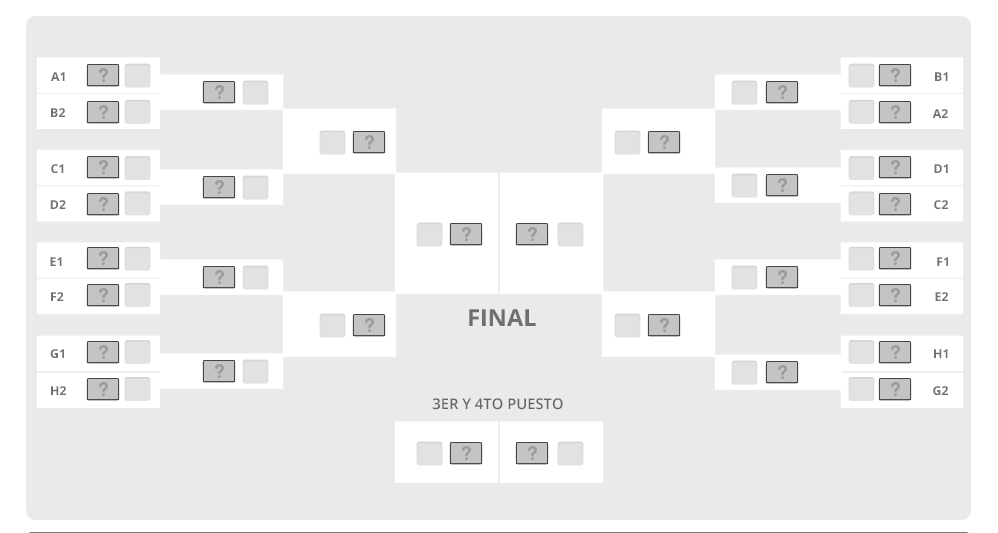 A1 ?
B2 ?
?
C1 ?
D2 ?
?
?
E1 ?
F2 ?
?
G1 ?
H2 ?
?
?
? ?
FINAL
3ER Y 4TO PUESTO
? ?
? B1
? A2
?
? D1
? C2
?
?
? F1
? E2
?
? H1
? G2
?
?